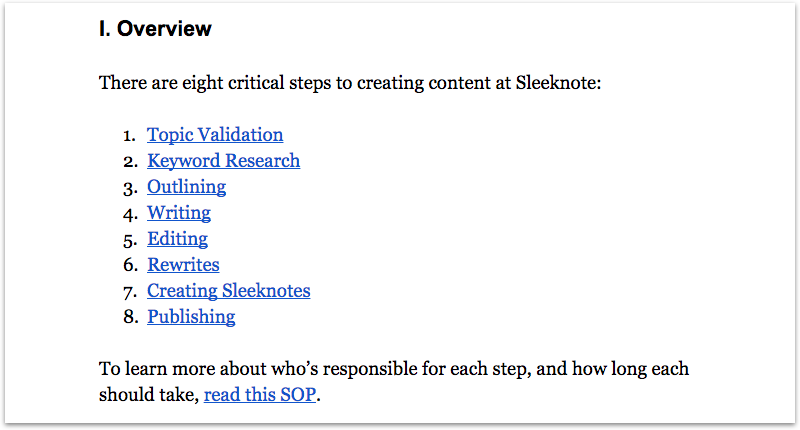 I. Overview
There are eight critical steps to creating content at Sleeknote:
1. Topic Validation
2. Keyword Research
3. Outlining
4. Writing
5. Editing
6. Rewrites
7. Creating Sleeknotes
8. Publishing
To learn more about who’s responsible for each step, and how long each
should take, read this SOP.